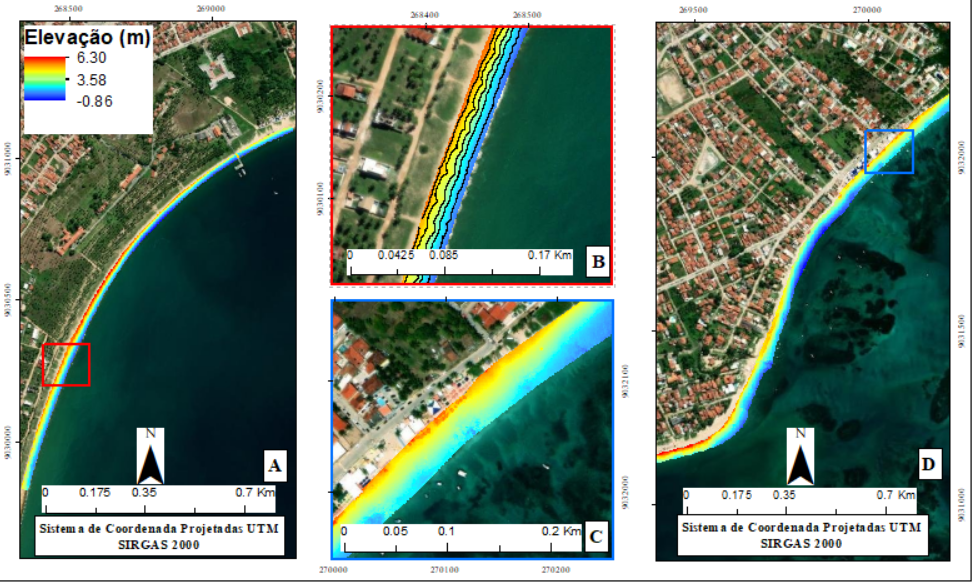 268500
269000
Elevação (m)
6.30
3.58
-0.86
9031000
9030500
9030000
N
A
0 0.175 0.35 0.7 Km
Sistema de Coordenada Projetadas UTM
SIRGAS 2000
268400
268500
9030200
9030100
0 0.0425 0.085 0.17 Km
B
9032100
9032000
0 0.05 0.1 0.2 Km
C
270000
270100
270200
269500
270000
9032000
9031500
9031000
N
D
0 0.175 0.35 0.7 Km
Sistema de Coordenada Projetadas UTM
SIRGAS 2000